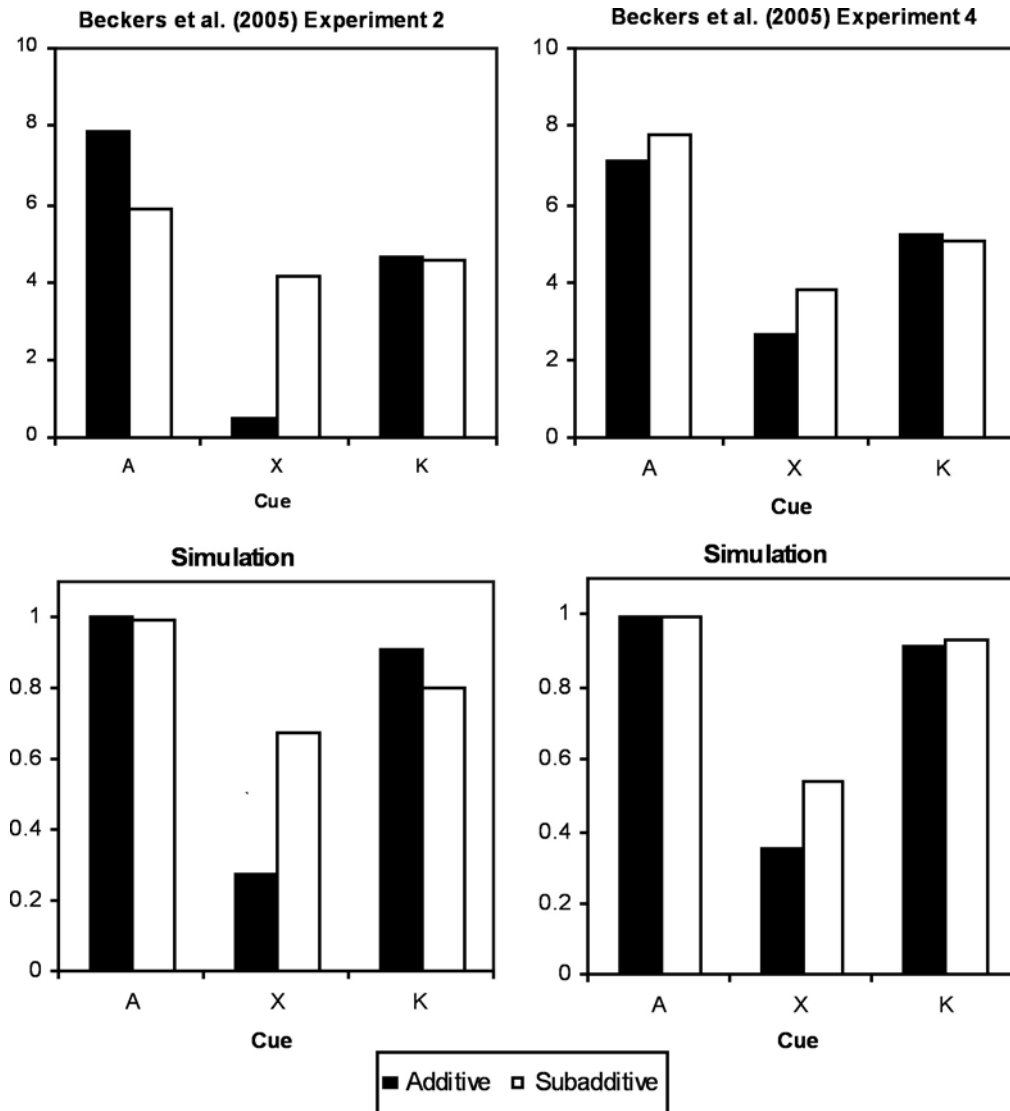 Beckers et al. (2005) Experiment 2
10
8
6
4
2
0
A X K
Cue
Beckers et al. (2005) Experiment 4
10
8
6
4
2
0
A X K
Cue
Simulation
1
0.8
0.6
0.4
0.2
0
A X K
Cue
Simulation
1
0.8
0.6
0.4
0.2
0
A X K
Cue
Additive Subadditive